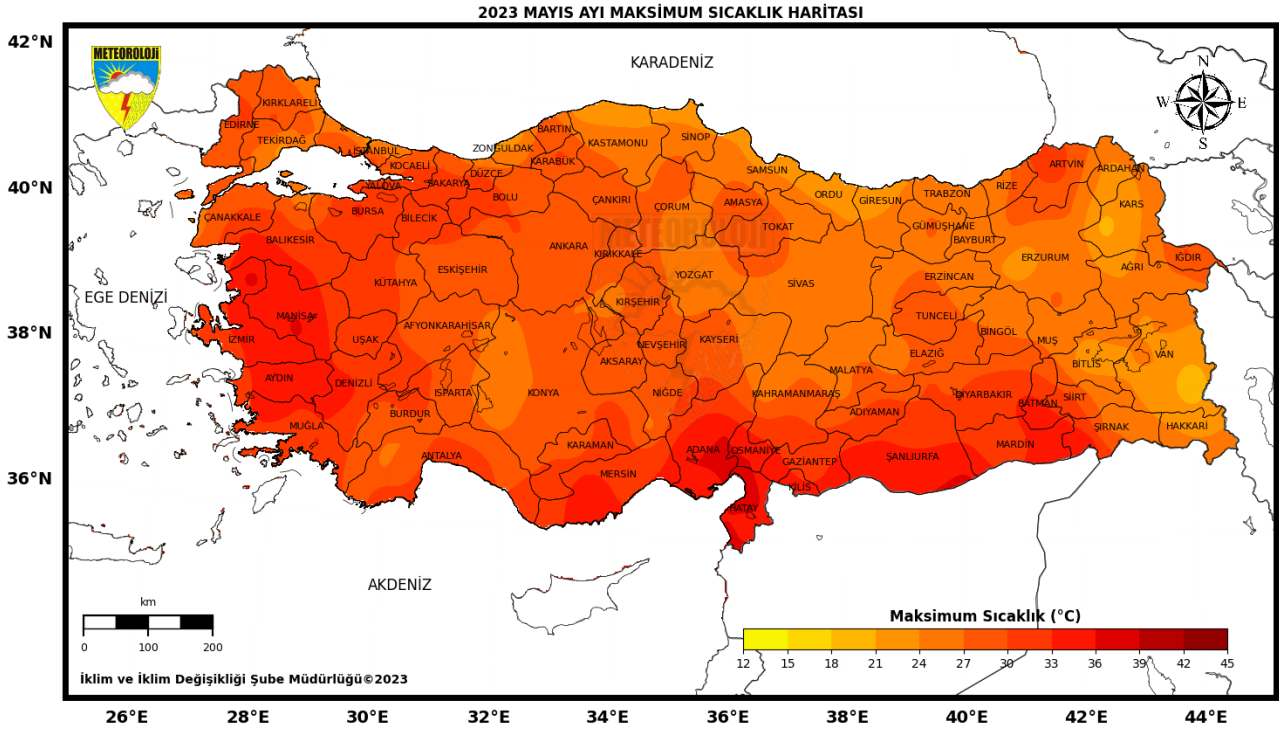 2023 MAYIS AYI MAKSİMUM SICAKLIK HARİTASI
42°N
40°N
38°N
36°N
METEOROLOJİ
KARADENİZ
N
W E
S
KIRKLARELİ
EDİRNE
TEKİRDAĞ
İSTANBUL
KOCAELİ
YALOVA
SAKARYA
DÜZCE
ZONGULDAK
BARTIN
KARABÜK
KASTAMONU
SİNOP
SAMSUN
ORDU
GİRESUN
TRABZON
RİZE
ARTVİN
ARDAHAN
KARS
ÇANAKKALE
BALIKESİR
BURSA
BİLECİK
BOLU
ÇANKIRI
ÇORUM
AMASYA
TOKAT
GÜMÜŞHANE
BAYBURT
ERZURUM
AĞRI
IĞDIR
METEOROLOJİ
ANKARA
KIRIKKALE
ESKİŞEHİR
KÜTAHYA
YOZGAT
SİVAS
ERZİNCAN
EGE DENİZİ
MANİSA
İZMİR
UŞAK
AFYONKARAHİSAR
KIRŞEHİR
NEVŞEHİR
KAYSERİ
TUNCELİ
BİNGÖL
MUŞ
BİTLİS
VAN
AYDIN
DENİZLİ
ISPARTA
KONYA
AKSARAY
NİĞDE
KAHRAMANMARAŞ
MALATYA
ELAZIĞ
DİYARBAKIR
BATMAN
SİİRT
MUĞLA
BURDUR
ANTALYA
KARAMAN
MERSİN
ADANA
OSMANİYE
GAZİANTEP
KİLİS
HATAY
ADIYAMAN
ŞANLIURFA
MARDİN
ŞIRNAK
HAKKARİ
AKDENİZ
km
0 100 200
İklim ve İklim Değişikliği Şube Müdürlüğü©2023
Maksimum Sıcaklık (°C)
12 15 18 21 24 27 30 33 36 39 42 45
26°E 28°E 30°E 32°E 34°E 36°E 38°E 40°E 42°E 44°E